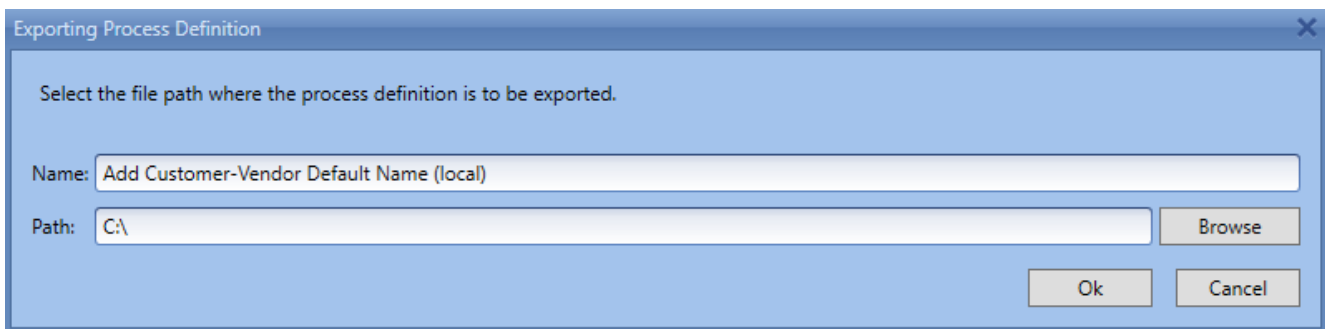 Exporting Process Definition
Select the file path where the process definition is to be exported.
Name: Add Customer-Vendor Default Name (local)
Path: C:\ Browse
Ok Cancel